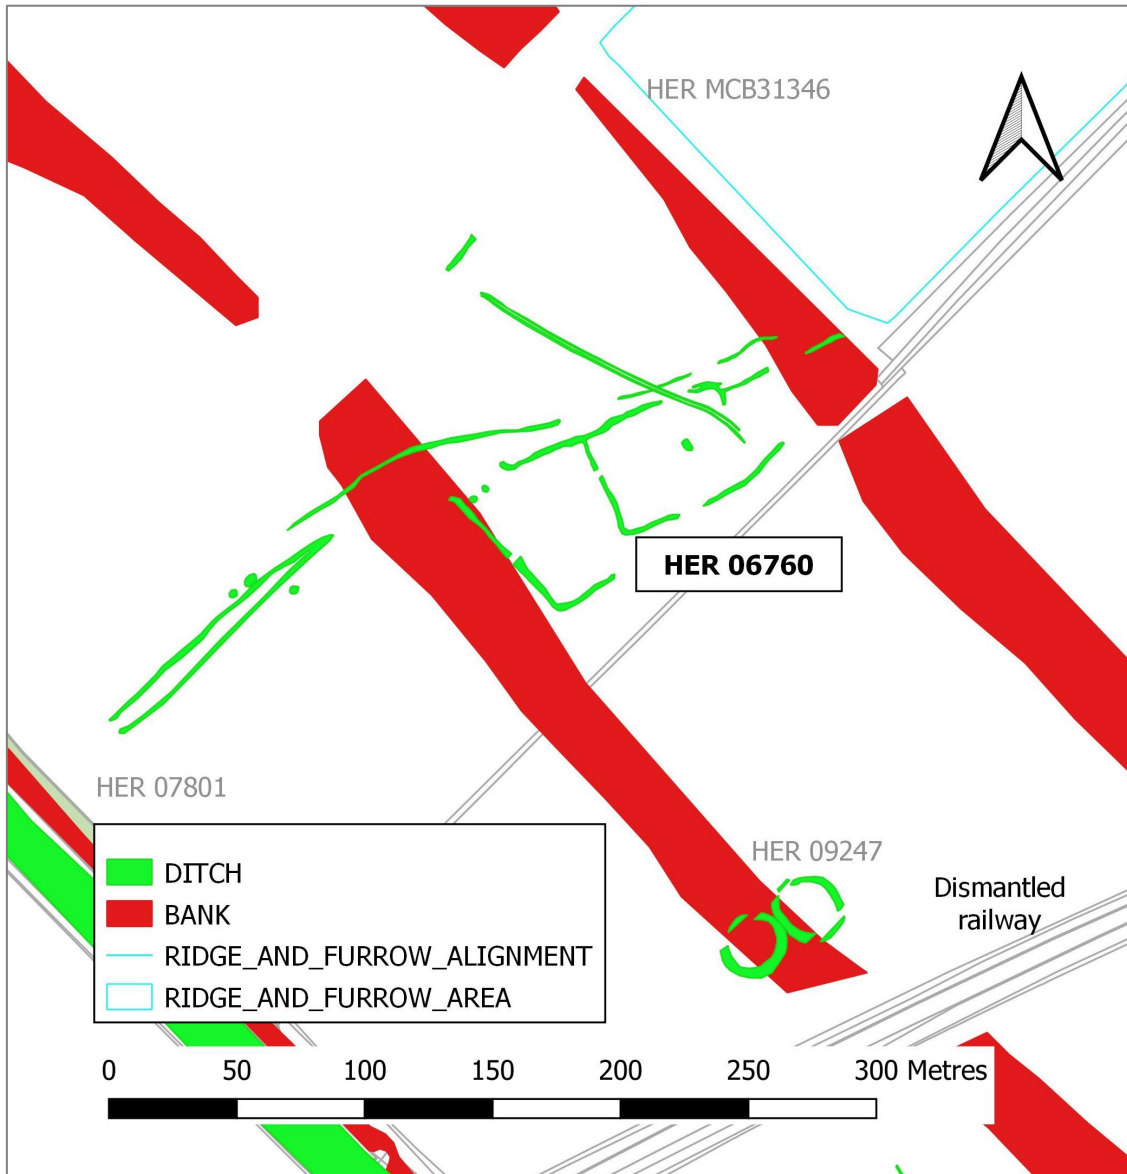 HER MCB31346
HER 06760
HER 07801
HER 09247
Dismantled
railway
DITCH
BANK
RIDGE_AND_FURROW_ALIGNMENT
RIDGE_AND_FURROW_AREA
0 50 100 150 200 250 300 Metres